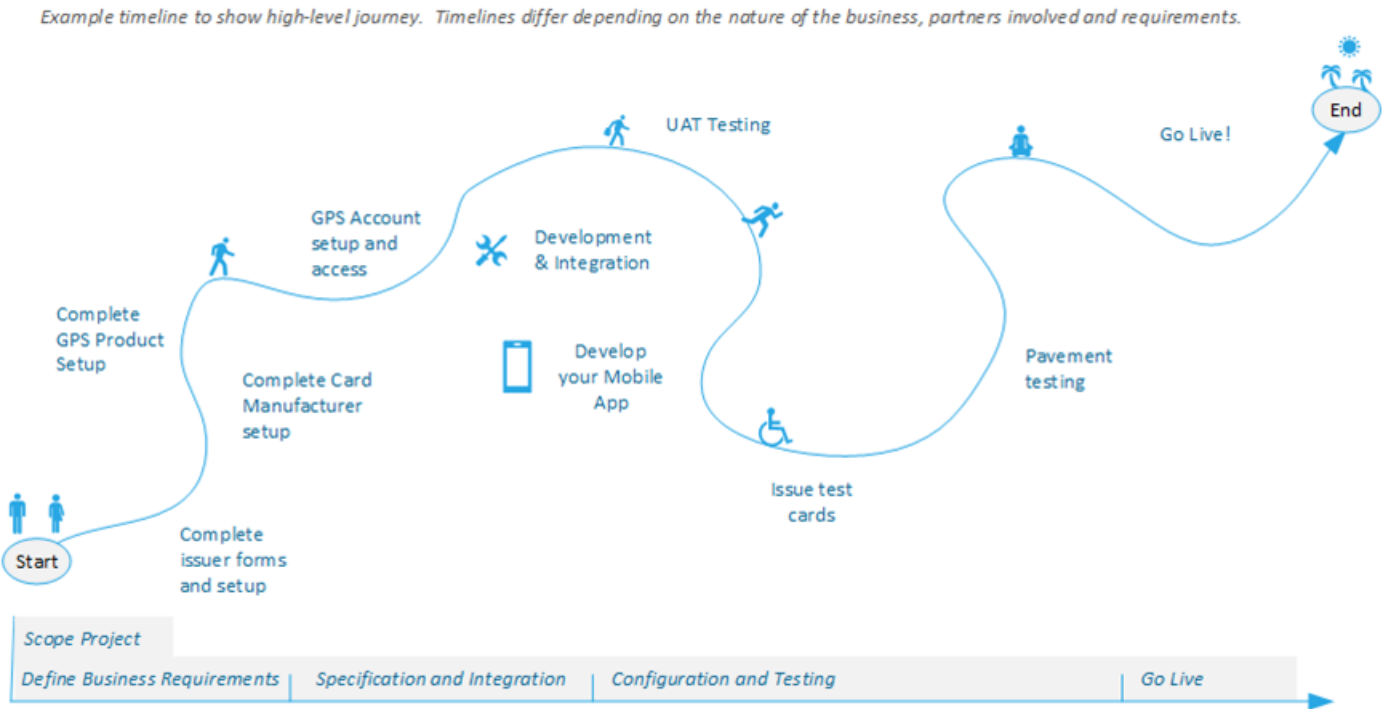 Example timeline to show high-level journey.  Timelines differ depending on the nature of the business, partners involved and requirements.
End
UAT Testing
Go Live!
GPS Account
setup and
access
Development
& Integration
Complete
GPS Product
Setup
Develop
your Mobile
App
Pavement
testing
Complete Card
Manufacturer
setup
Issue test
cards
Complete
issuer forms
and setup
Start
Scope Project
Define Business Requirements
Specification and Integration
Configuration and Testing
Go Live